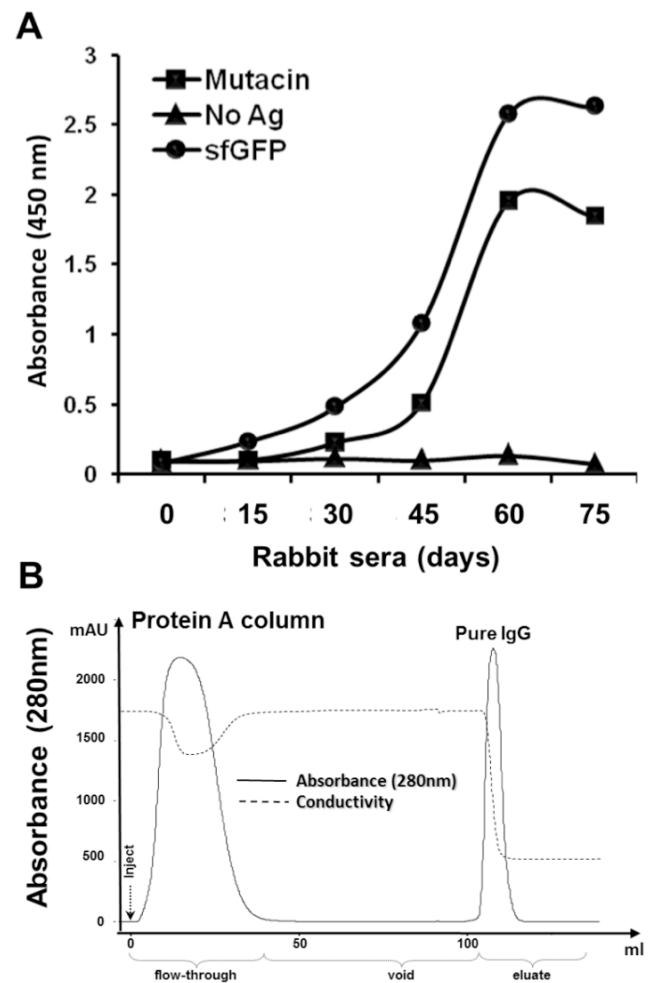 A
3
2.5
2
1.5
1
0.5
0
Absorbance (450 nm)
Mutacin
No Ag
sfGFP
0 15 30 45 60 75
Rabbit sera (days)
B
mAU
Protein A column
Pure IgG
2000
1500
1000
500
0
Absorbance (280nm)
Absorbance (280nm)
Conductivity
Inject
0 50 100 ml
flow-through void eluate